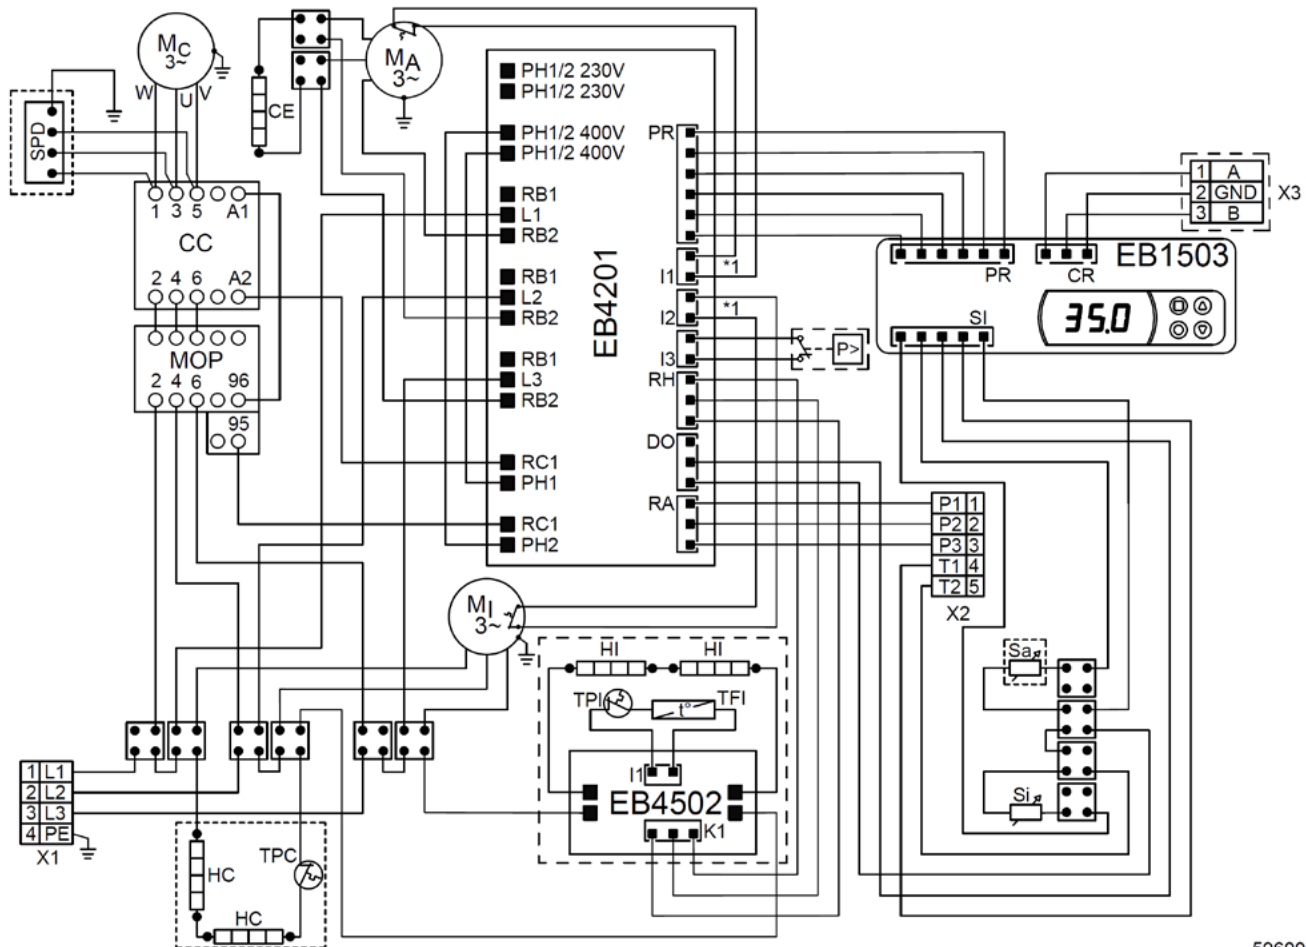 MC
3~
W
U
V
SPD
CE
MA
3~
1 3 5 A1
CC
2 4 6 A2
MOP
2 4 6 96
95
EB4201
PH1/2 230V
PH1/2 230V
PH1/2 400V
PH1/2 400V
RB1
L1
RB2
RB1
L2
RB2
RB1
L3
RB2
RC1
PH1
RC1
PH2
PR
I1
*1
I2
*1
I3
RH
DO
RA
P>
EB1503
PR
CR
SI
35.0
1 A
2 GND
3 B
X3
P1 1
P2 2
P3 3
T1 4
T2 5
X2
MI
3~
HI
HI
TPI
t°
TFI
I1
EB4502
K1
Sa
Si
1 L1
2 L2
3 L3
4 PE
X1
HC
HC
TPC